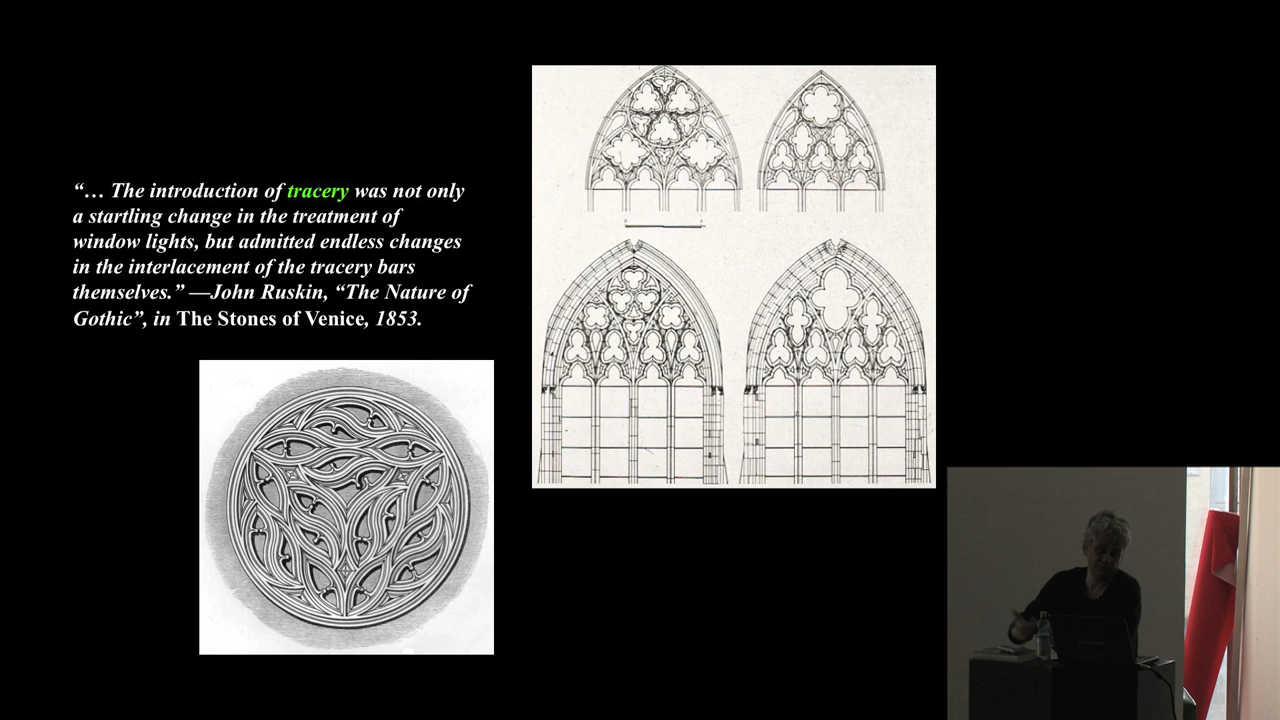 “… The introduction of tracery was not only
a startling change in the treatment of
window lights, but admitted endless changes
in the interlacement of the tracery bars
themselves.” —John Ruskin, “The Nature of
Gothic”, in The Stones of Venice, 1853.